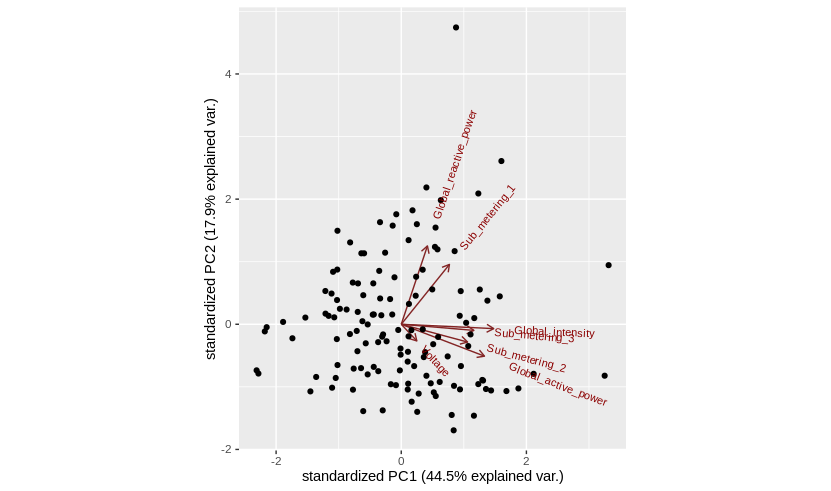 4
2
0
-2
standardized PC2 (17.9% explained var.)
Global_reactive_power
Sub_metering_1
Global_intensity
Sub_metering_3
Sub_metering_2
Global_active_power
Voltage
-2
0
2
standardized PC1 (44.5% explained var.)